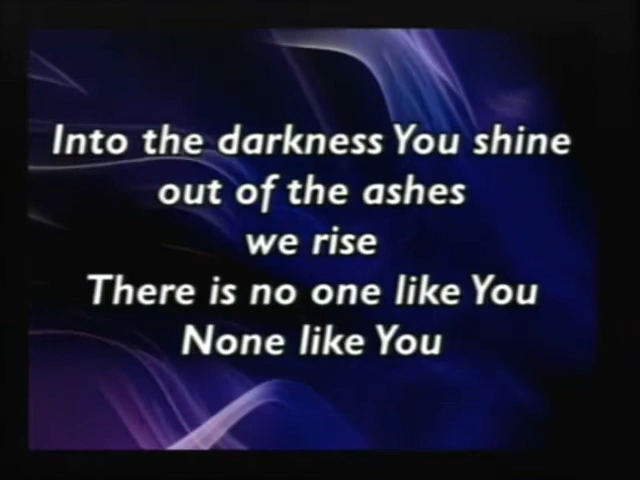 Into the darkness You shine
out of the ashes
we rise
There is no one like You
None like You